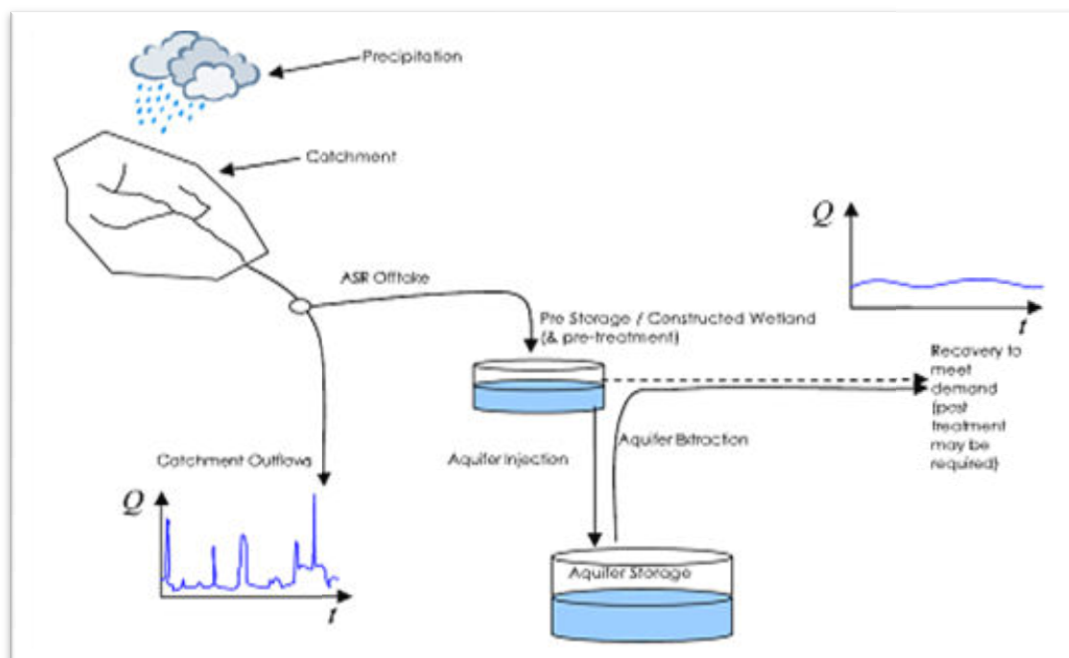 Precipitation
Catchment
Q
ASR Offtake
Pre Storage / Constructed Wetland
(& pre-treatment)
t
Recovery to
meet
demand
(post
treatment
may be
required)
Aquifer Extraction
Aquifer Injection
Catchment Outflows
Q
Aquifer Storage
t